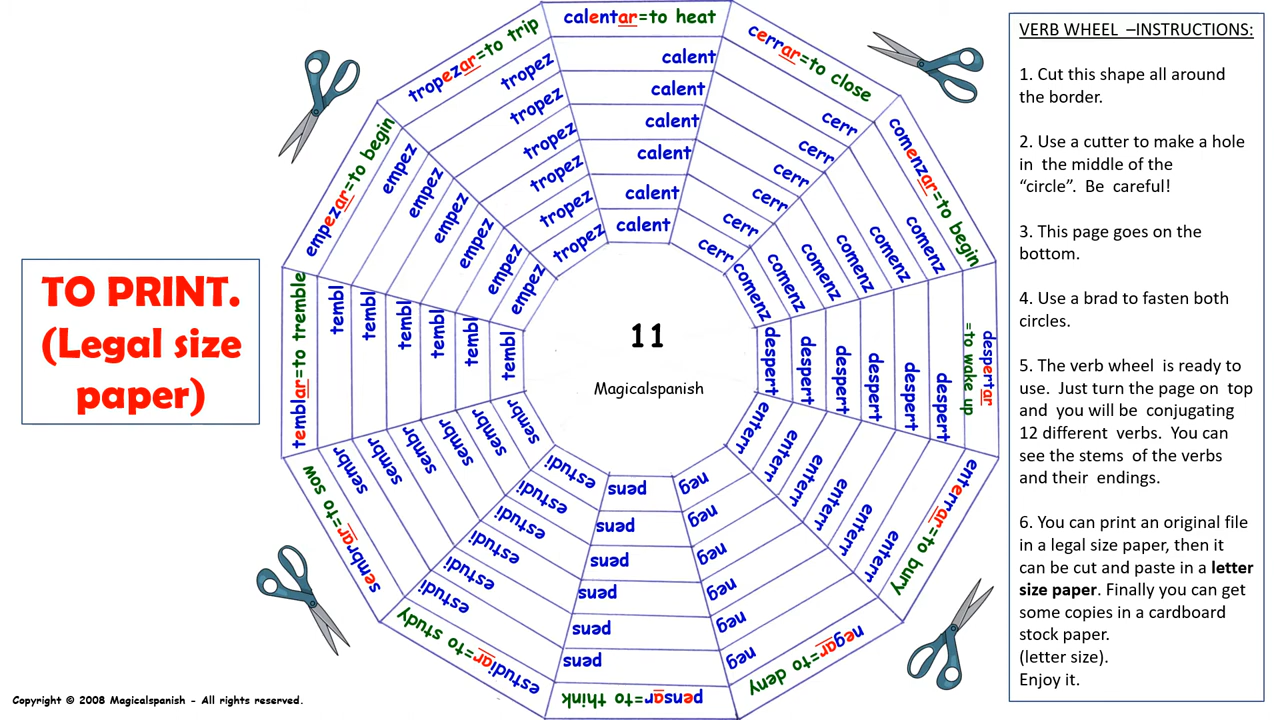 TO PRINT.
(Legal size
paper)
calentar=to heat
calent
calent
calent
calent
calent
calent
cerrar=to close
cerr
cerr
cerr
cerr
cerr
cerr
comenzar=to begin
comenz
comenz
comenz
comenz
comenz
comenz
despertar
=to wake up
despert
despert
despert
despert
despert
despert
enterrar=to bury
enterr
enterr
enterr
enterr
enterr
negar=to deny
neg
neg
neg
neg
neg
neg
pensar=to think
pens
pens
pens
pens
pens
pens
estudiar=to study
estudi
estudi
estudi
estudi
estudi
estudi
sembrar=to sow
sembr
sembr
sembr
sembr
sembr
sembr
temblar=to tremble
tembl
tembl
tembl
tembl
tembl
tembl
empezar=to begin
empez
empez
empez
empez
empez
empez
tropezar=to trip
tropez
tropez
tropez
tropez
tropez
tropez
11
Magicalspanish
VERB WHEEL –INSTRUCTIONS:
1. Cut this shape all around
the border.
2. Use a cutter to make a hole
in the middle of the
“circle”. Be careful!
3. This page goes on the
bottom.
4. Use a brad to fasten both
circles.
5. The verb wheel is ready to
use. Just turn the page on top
and you will be conjugating
12 different verbs. You can
see the stems of the verbs
and their endings.
6. You can print an original file
in a legal size paper, then it
can be cut and paste in a letter
size paper. Finally you can get
some copies in a cardboard
stock paper.
(letter size).
Enjoy it.
Copyright © 2008 Magicalspanish - All rights reserved.